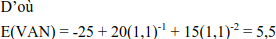 D'où
E(VAN) = -25 + 20(1,1)⁻¹ + 15(1,1)⁻² = 5,5